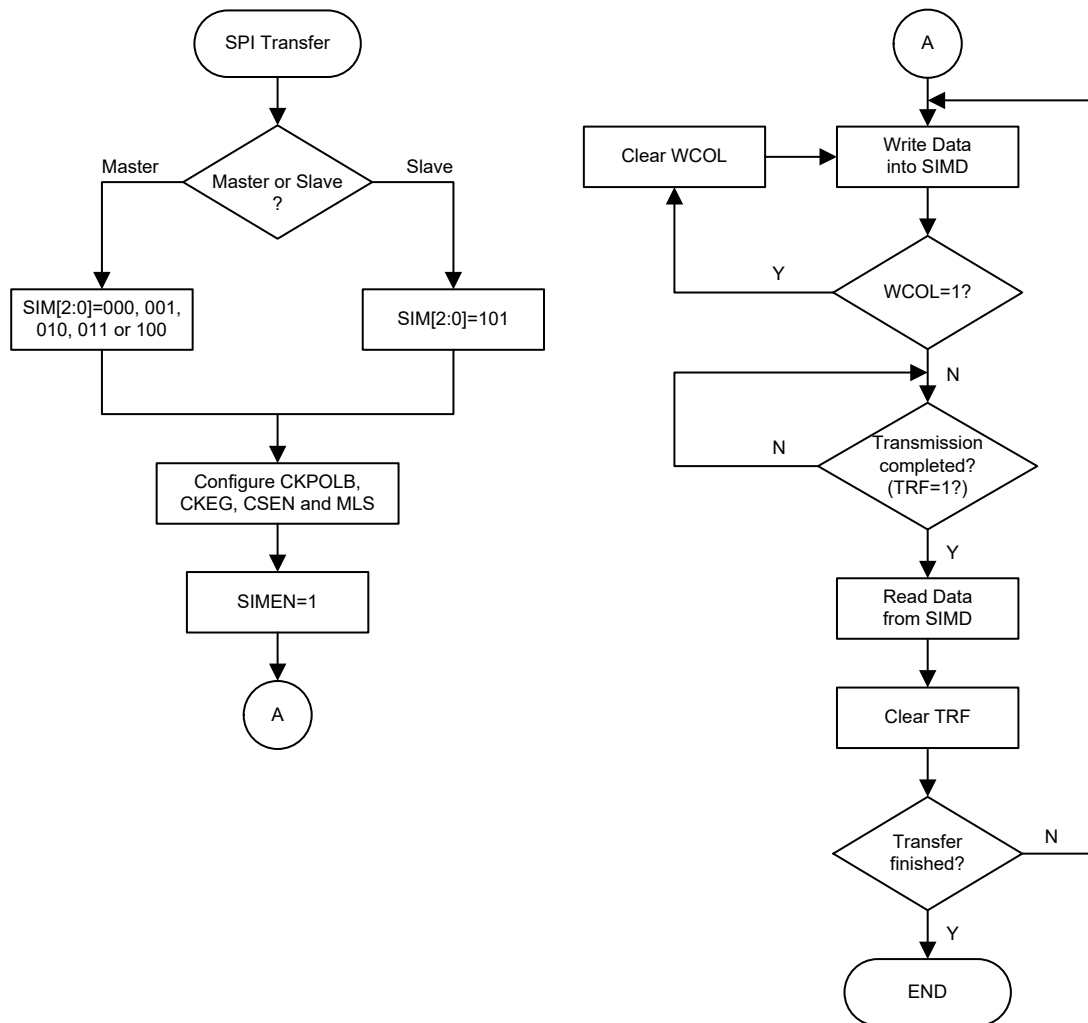 SPI Transfer
Master
Master or Slave
?
Slave
SIM[2:0]=000, 001,
010, 011 or 100
SIM[2:0]=101
Configure CKPOLB,
CKEG, CSEN and MLS
SIMEN=1
A
A
Write Data
into SIMD
Clear WCOL
Y
WCOL=1?
N
N
Transmission
completed?
(TRF=1?)
Y
Read Data
from SIMD
Clear TRF
Transfer
finished?
N
Y
END